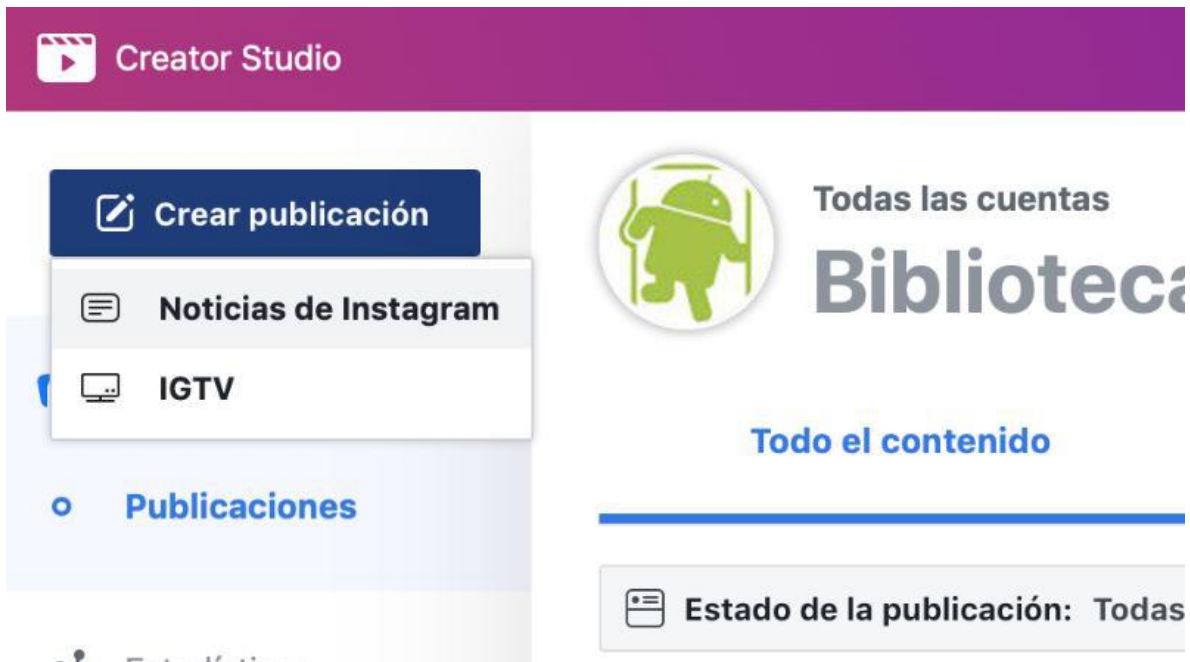 Creator Studio
Crear publicación
Noticias de Instagram
IGTV
Publicaciones
Todas las cuentas
Biblioteca
Todo el contenido
Estado de la publicación: Todas